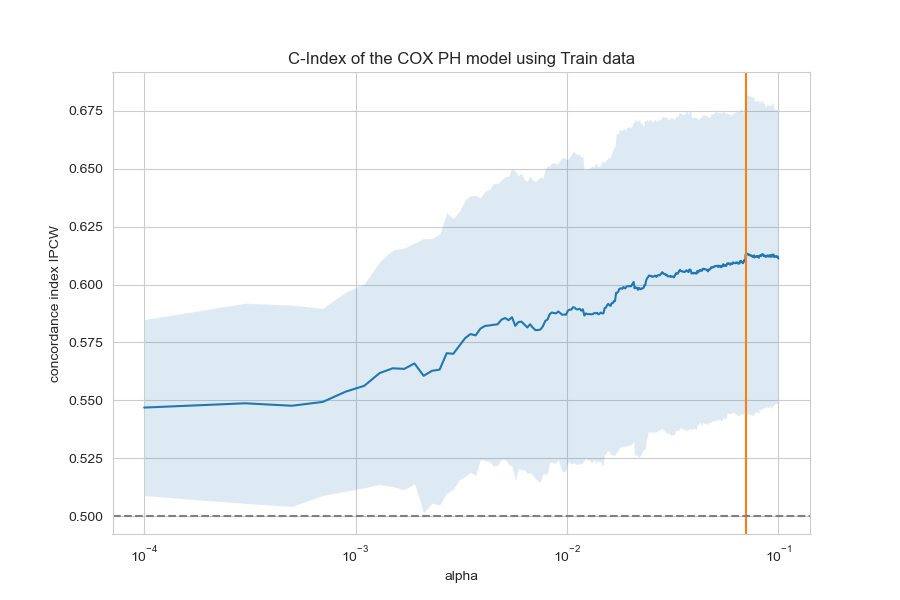 C-Index of the COX PH model using Train data
concordance index IPCW
0.675
0.650
0.625
0.600
0.575
0.550
0.525
0.500
10⁻⁴ 10⁻³ 10⁻² 10⁻¹
alpha